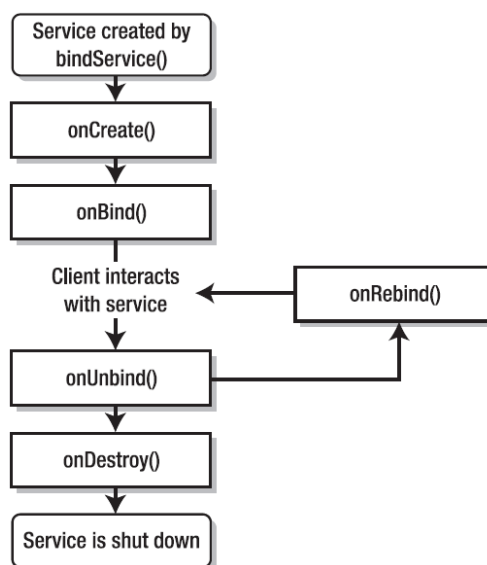 Service created by
bindService()
onCreate()
onBind()
Client interacts
with service
onRebind()
onUnbind()
onDestroy()
Service is shut down